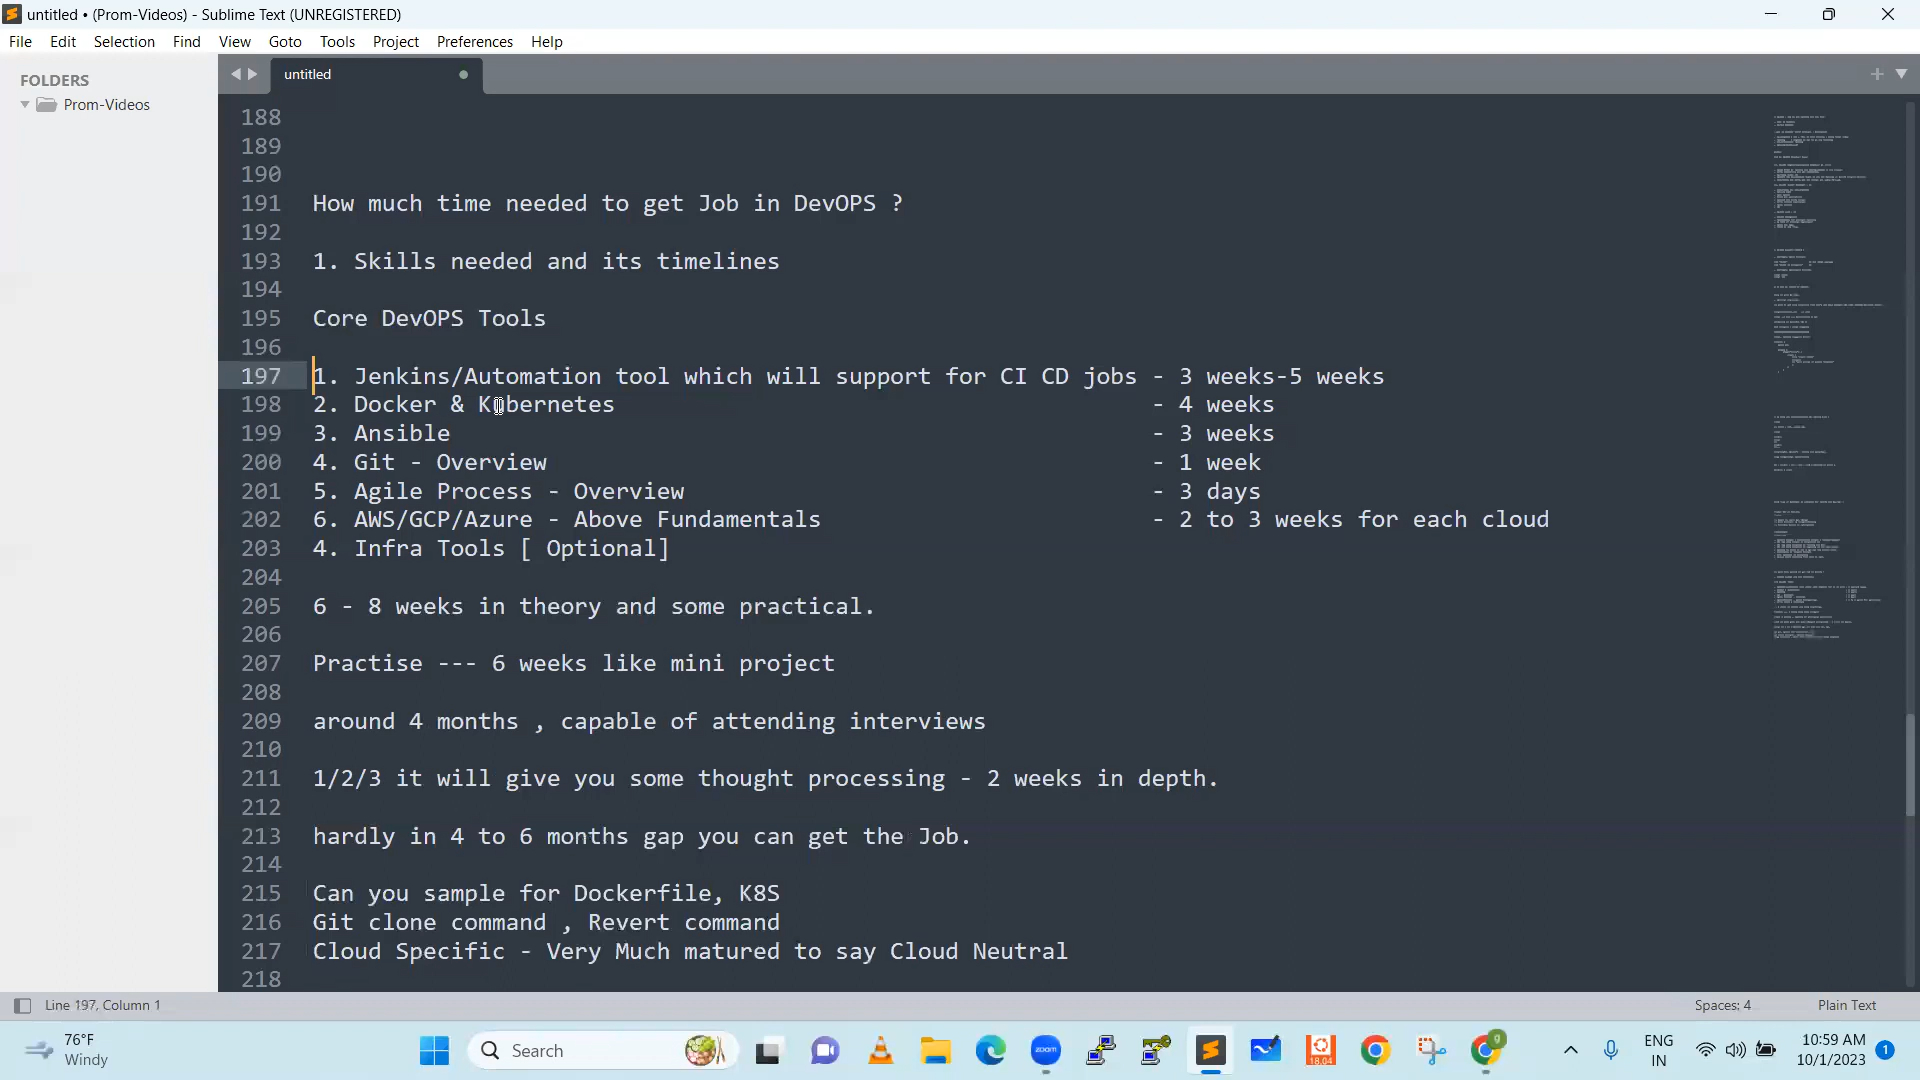 untitled • (Prom-Videos) - Sublime Text (UNREGISTERED)
File Edit Selection Find View Goto Tools Project Preferences Help
FOLDERS
Prom-Videos
untitled
188
189
190
191 How much time needed to get Job in DevOPS ?
192
193 1. Skills needed and its timelines
194
195 Core DevOPS Tools
196
197 1. Jenkins/Automation tool which will support for CI CD jobs - 3 weeks-5 weeks
198 2. Docker & Kubernetes - 4 weeks
199 3. Ansible - 3 weeks
200 4. Git - Overview - 1 week
201 5. Agile Process - Overview - 3 days
202 6. AWS/GCP/Azure - Above Fundamentals - 2 to 3 weeks for each cloud
203 4. Infra Tools [ Optional]
204
205 6 - 8 weeks in theory and some practical.
206
207 Practise --- 6 weeks like mini project
208
209 around 4 months , capable of attending interviews
210
211 1/2/3 it will give you some thought processing - 2 weeks in depth.
212
213 hardly in 4 to 6 months gap you can get the Job.
214
215 Can you sample for Dockerfile, K8S
216 Git clone command , Revert command
217 Cloud Specific - Very Much matured to say Cloud Neutral
218
Line 197, Column 1 Spaces: 4 Plain Text
76°F
Windy
Search
zoom
18.04
g
ENG
IN
10:59 AM
10/1/2023
1